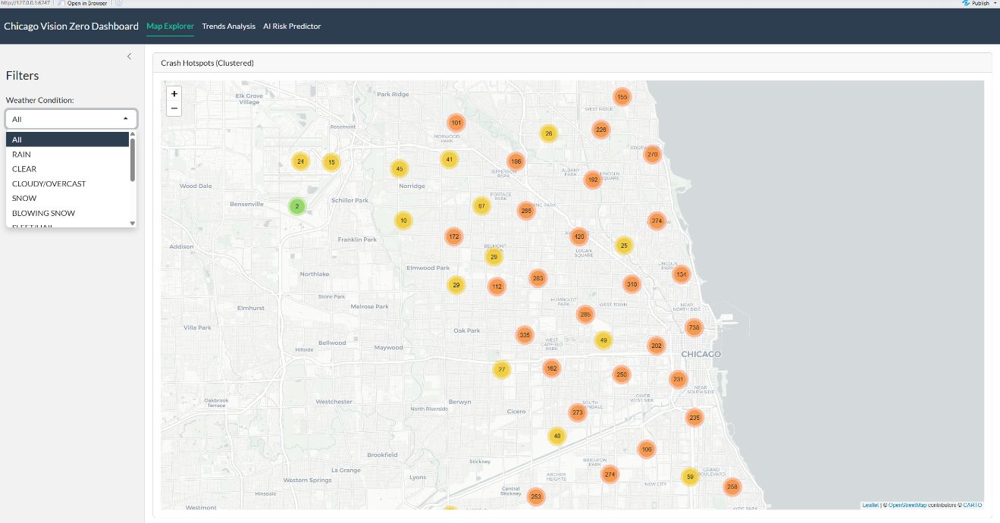 http://127.0.0.1:6247
Open in Browser
Publish
Chicago Vision Zero Dashboard
Map Explorer
Trends Analysis
AI Risk Predictor
Filters
Weather Condition:
All
All
RAIN
CLEAR
CLOUDY/OVERCAST
SNOW
BLOWING SNOW
SLEET/HAIL
Crash Hotspots (Clustered)
+
−
Elk Grove
Village
Park Ridge
155
WEST RIDGE
Rosemont
101
226
26
NORWOOD
PARK
270
24
15
41
186
45
JEFFERSON
PARK
ALBANY
PARK
LINCOLN
SQUARE
192
Wood Dale
Norridge
PORTAGE
PARK
Bensenville
2
Schiller Park
67
266
10
274
172
420
Franklin Park
Addison
BELMONT
25
29
LOGAN
SQUARE
Elmwood Park
LINCOLN
PARK
Northlake
134
283
29
112
318
Stone Park
HUMBOLDT
PARK
WEST TOWN
NEAR
NORTH SIDE
Elmhurst
Melrose Park
285
Villa Park
Oak Park
738
335
49
Bellwood
WEST
GARFIELD
PARK
202
Hillside
Maywood
CHICAGO
27
162
250
231
NEAR
SOUTH SIDE
Oakbrook
Terrace
Westchester
Berwyn
LOWER
WEST SIDE
North Riverside
Cicero
SOUTH
LAWNDALE
273
235
48
106
Brookfield
Stickney
BRIGHTON
PARK
La Grange
274
59
GRAND
BOULEVARD
Western Springs
Lyons
ARCHER
HEIGHTS
NEW CITY
258
Hinsdale
Central
Stickney
253
Westmont
HYDE PARK
Leaflet | © OpenStreetMap contributors © CARTO